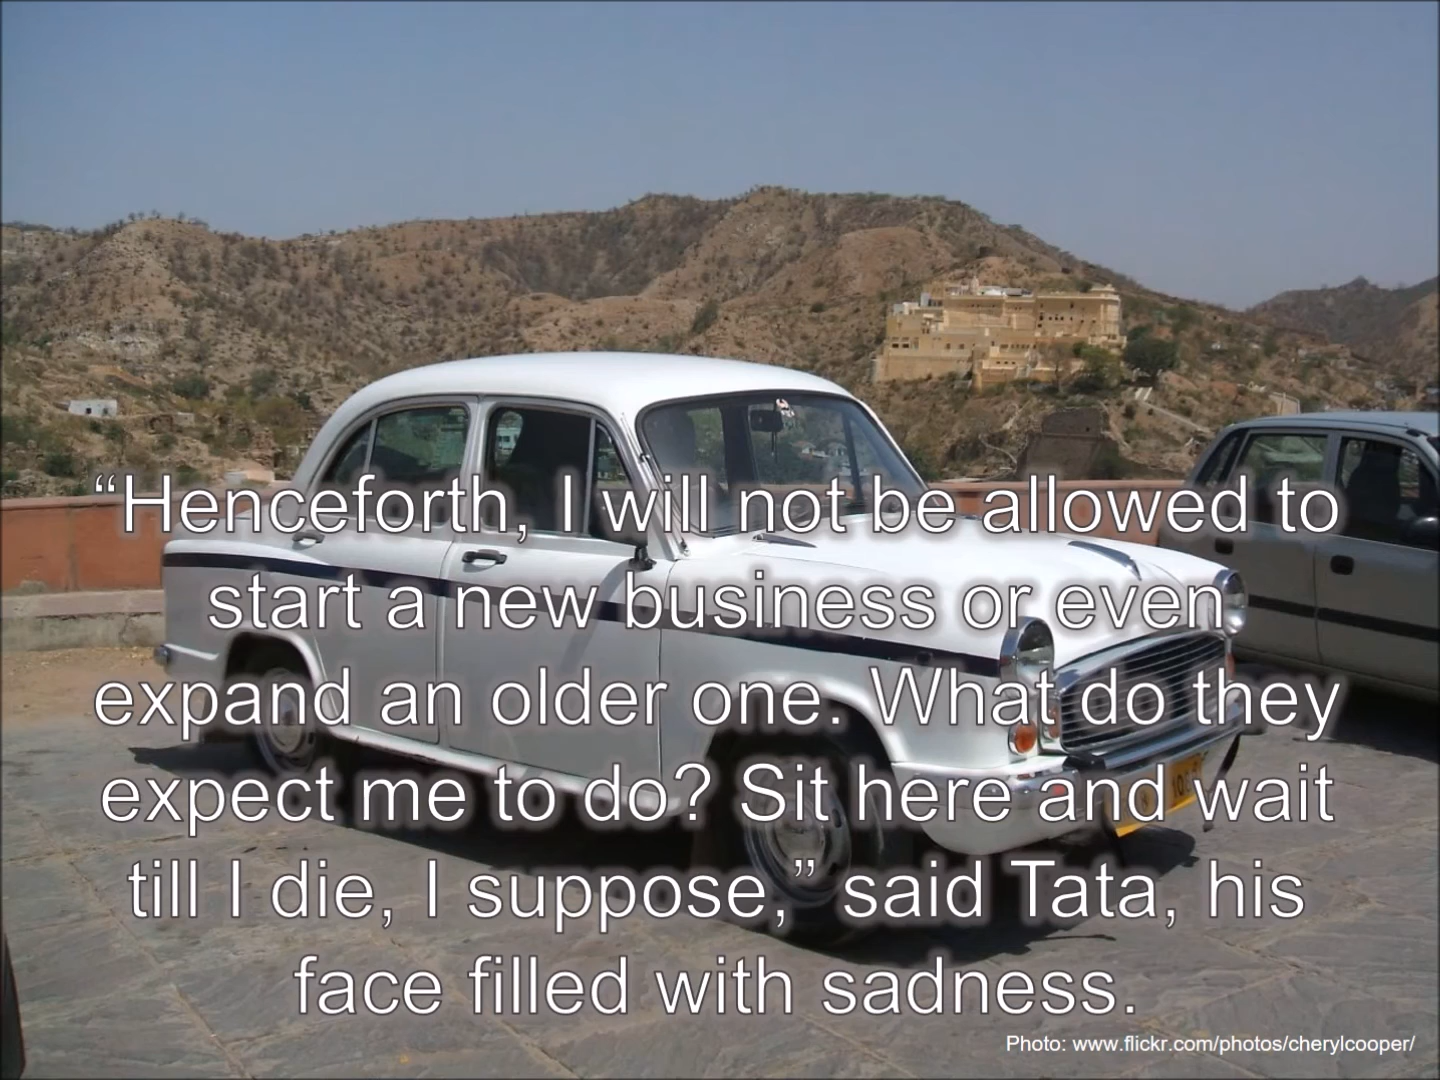 “Henceforth, I will not be allowed to
start a new business or even
expand an older one. What do they
expect me to do? Sit here and wait
till I die, I suppose,” said Tata, his
face filled with sadness.
Photo: www.flickr.com/photos/cherylcooper/